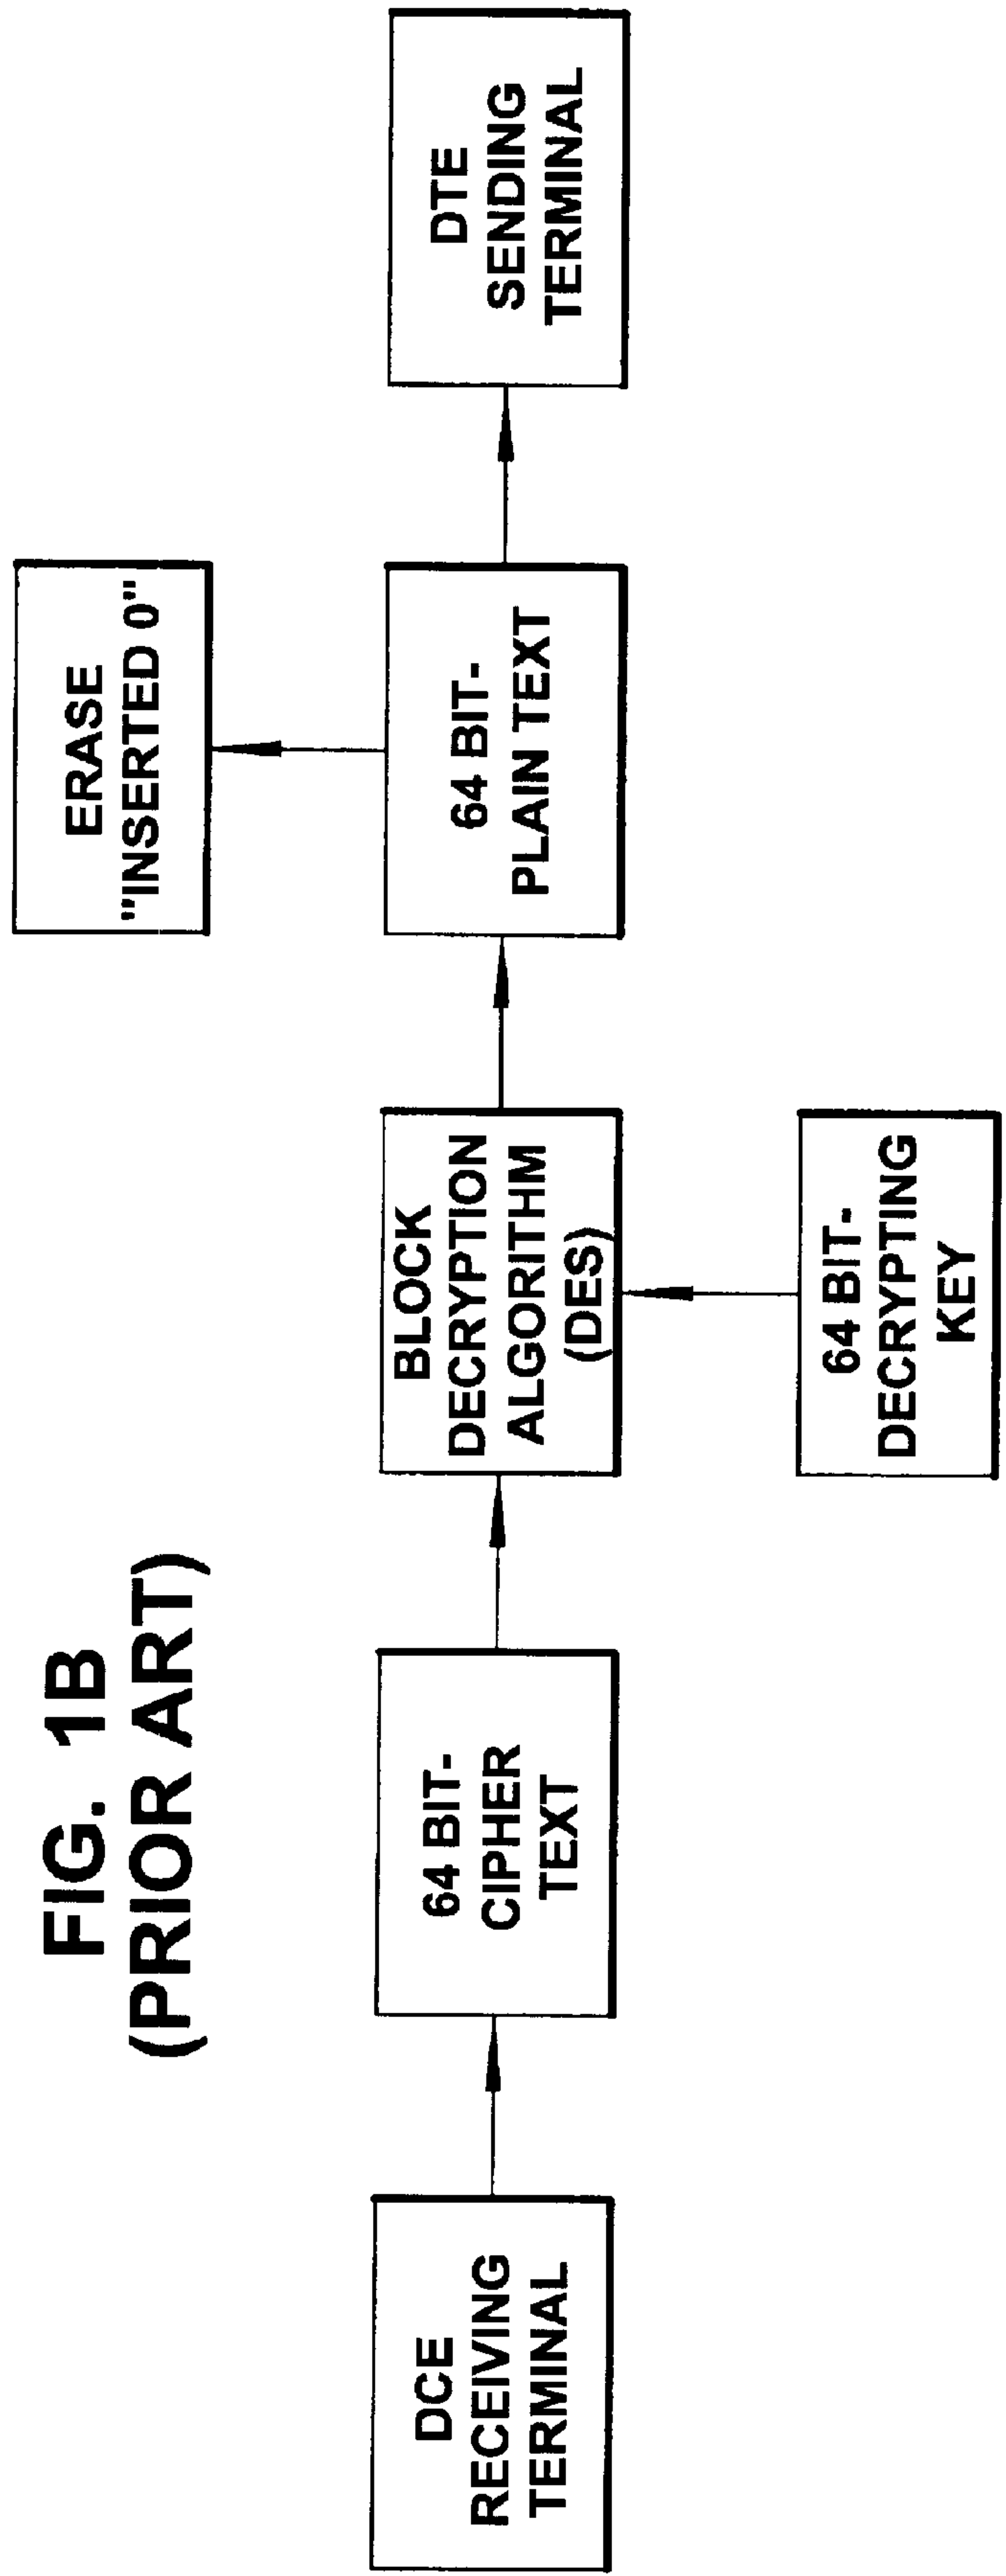 FIG. 1B
(PRIOR ART)
ERASE
"INSERTED 0"
DCE
RECEIVING
TERMINAL
64 BIT-
CIPHER
TEXT
BLOCK
DECRYPTION
ALGORITHM
(DES)
64 BIT-
PLAIN TEXT
DTE
SENDING
TERMINAL
64 BIT-
DECRYPTING
KEY